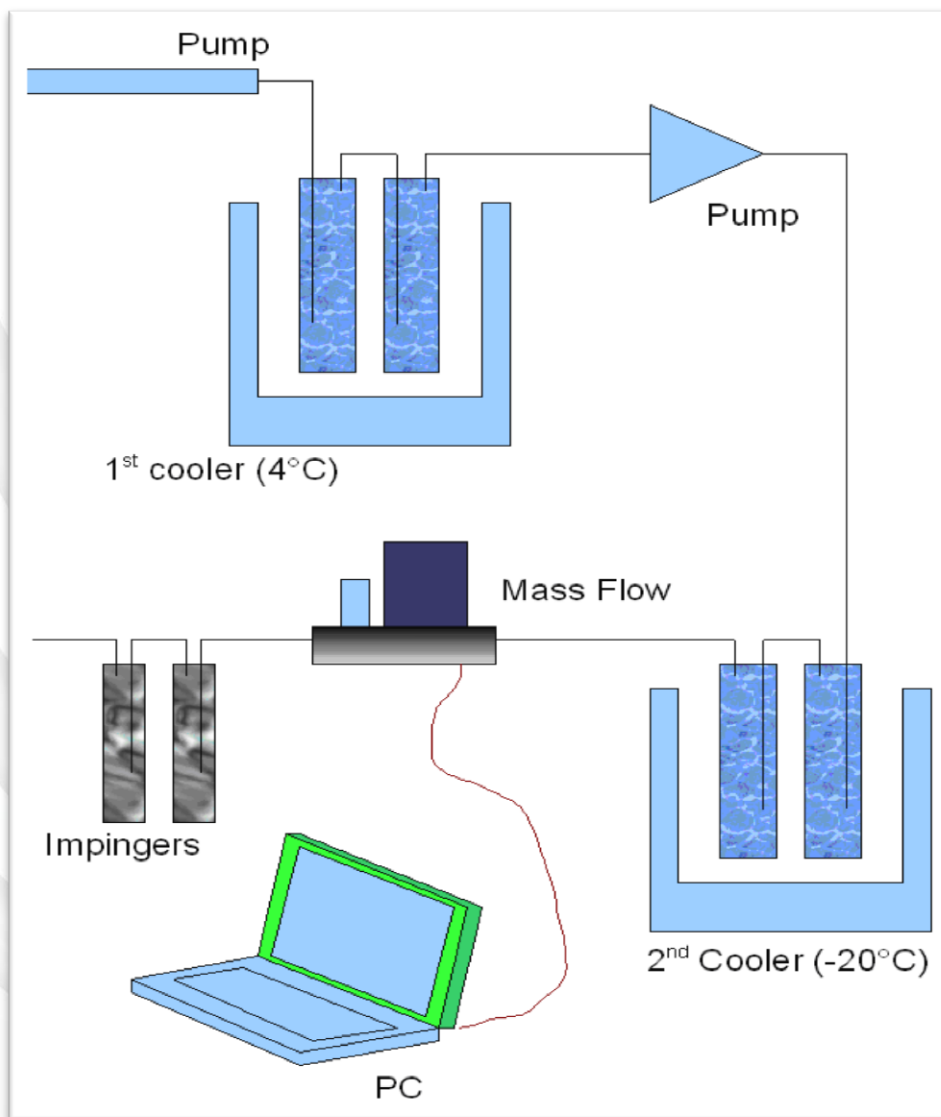 Pump
Pump
1st cooler (4°C)
Mass Flow
Impingers
2nd Cooler (-20°C)
PC